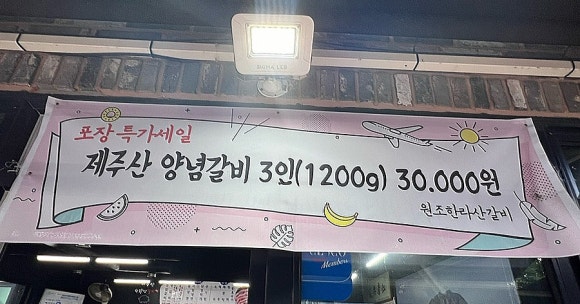 포장 특가세일
제주산 양념갈비 3인(1200g) 30.000원
원조한라산갈비
Members